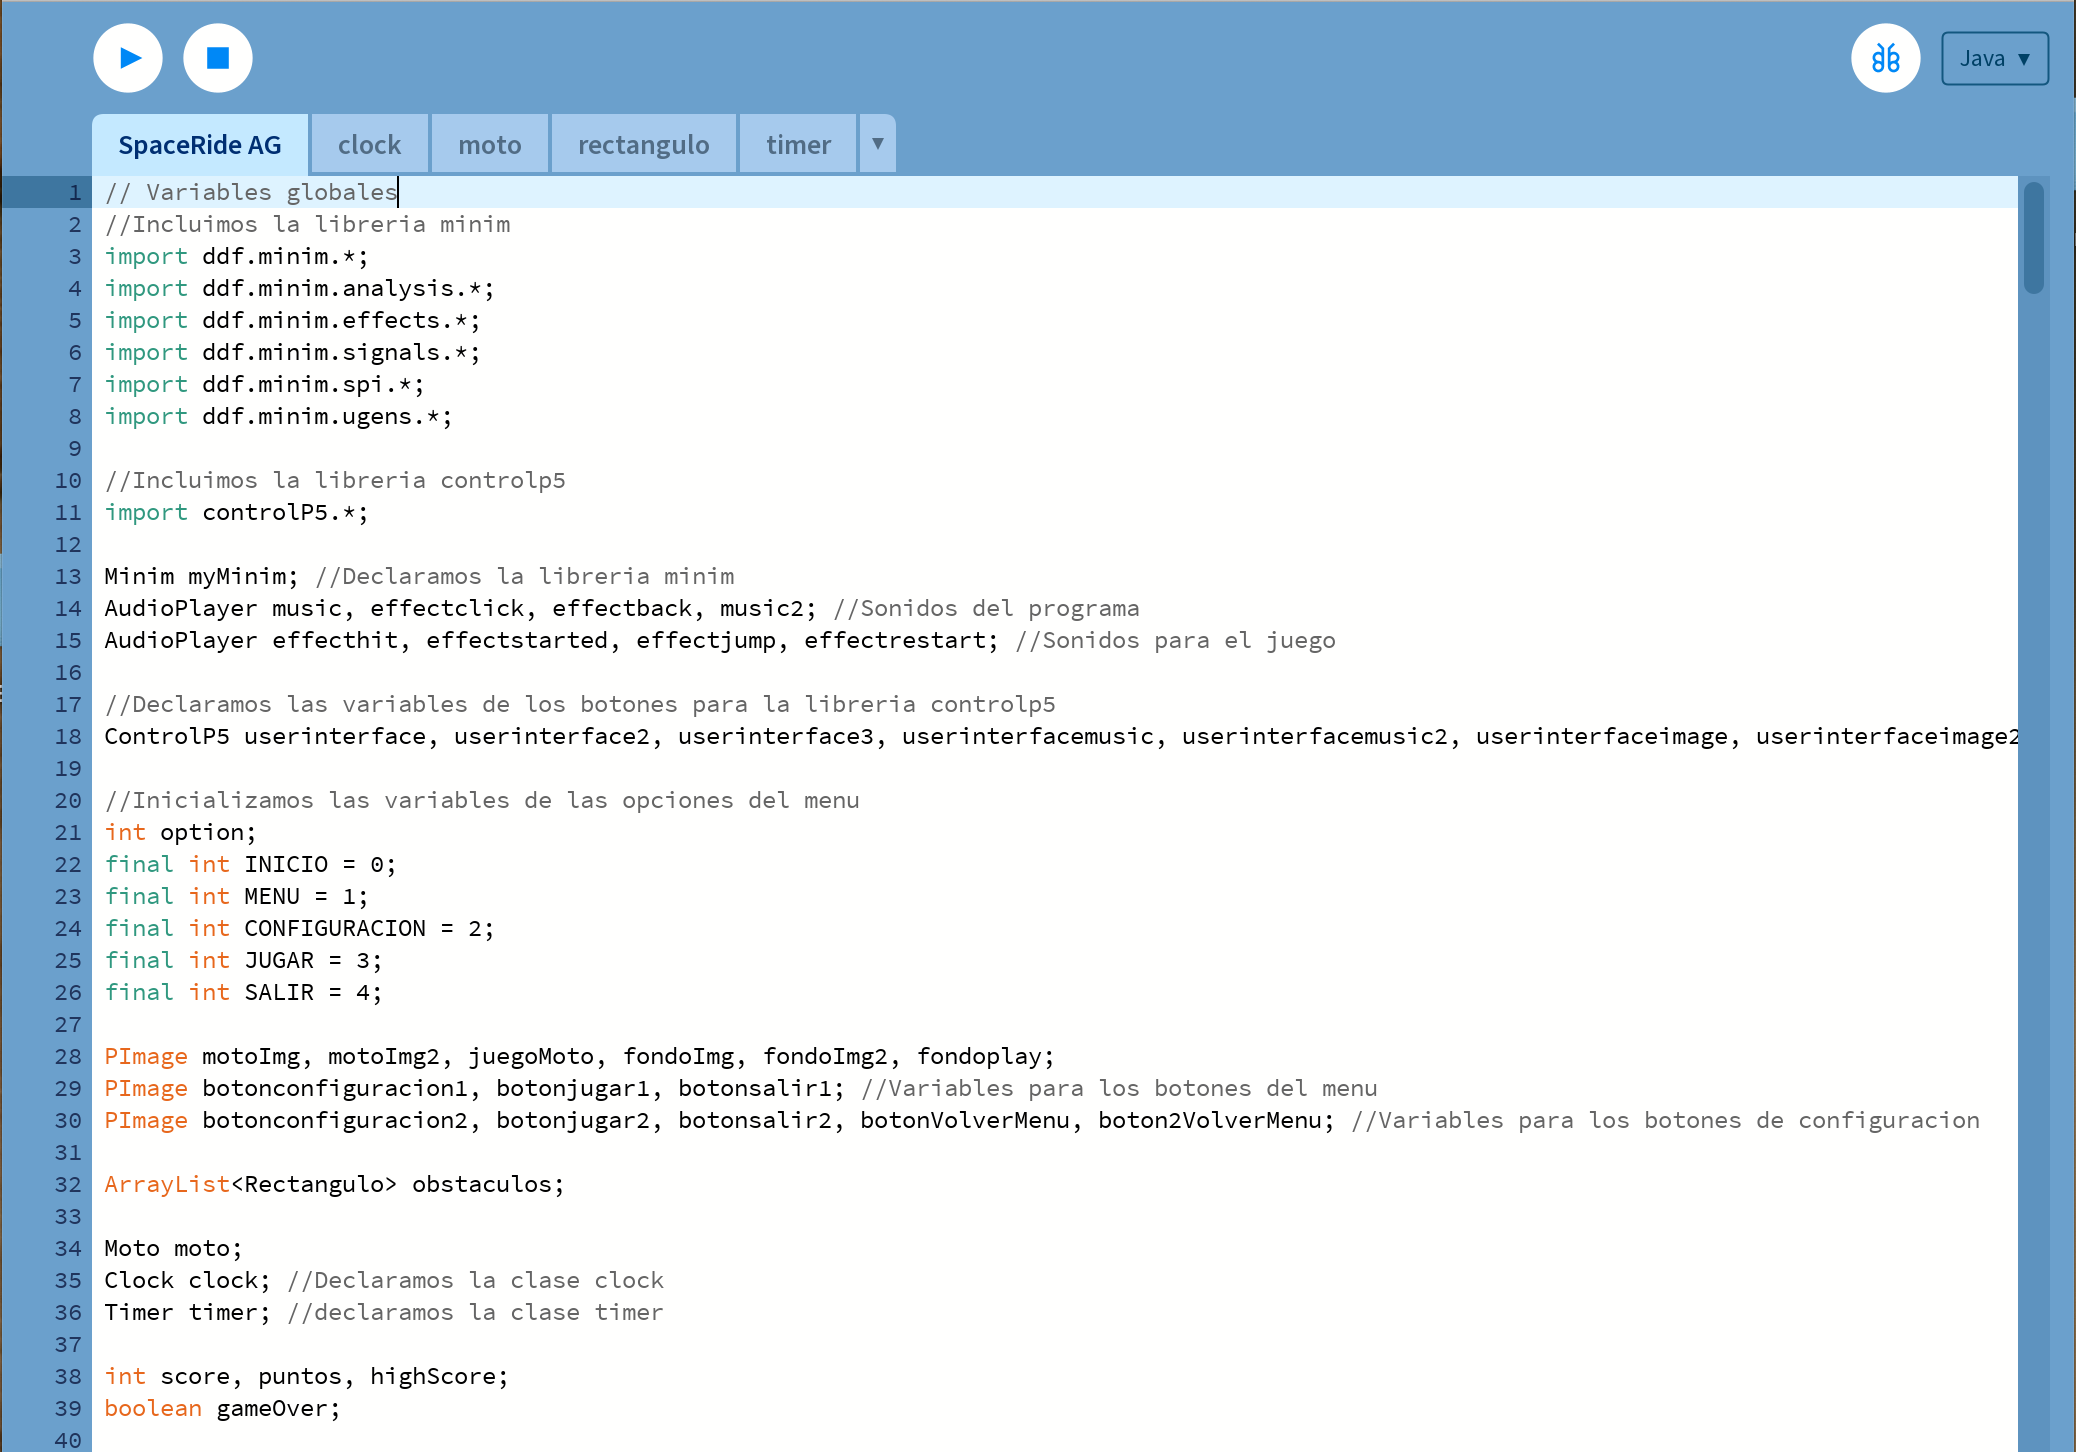 Java ▼
SpaceRide AG clock moto rectangulo timer ▼
1 // Variables globales
2 //Incluimos la libreria minim
3 import ddf.minim.*;
4 import ddf.minim.analysis.*;
5 import ddf.minim.effects.*;
6 import ddf.minim.signals.*;
7 import ddf.minim.spi.*;
8 import ddf.minim.ugens.*;
9
10 //Incluimos la libreria controlp5
11 import controlP5.*;
12
13 Minim myMinim; //Declaramos la libreria minim
14 AudioPlayer music, effectclick, effectback, music2; //Sonidos del programa
15 AudioPlayer effecthit, effectstarted, effectjump, effectrestart; //Sonidos para el juego
16
17 //Declaramos las variables de los botones para la libreria controlp5
18 ControlP5 userinterface, userinterface2, userinterface3, userinterfacemusic, userinterfacemusic2, userinterfaceimage, userinterfaceimage2
19
20 //Inicializamos las variables de las opciones del menu
21 int option;
22 final int INICIO = 0;
23 final int MENU = 1;
24 final int CONFIGURACION = 2;
25 final int JUGAR = 3;
26 final int SALIR = 4;
27
28 PImage motoImg, motoImg2, juegoMoto, fondoImg, fondoImg2, fondoplay;
29 PImage botonconfiguracion1, botonjugar1, botonsalir1; //Variables para los botones del menu
30 PImage botonconfiguracion2, botonjugar2, botonsalir2, botonVolverMenu, boton2VolverMenu; //Variables para los botones de configuracion
31
32 ArrayList<Rectangulo> obstaculos;
33
34 Moto moto;
35 Clock clock; //Declaramos la clase clock
36 Timer timer; //declaramos la clase timer
37
38 int score, puntos, highScore;
39 boolean gameOver;
40